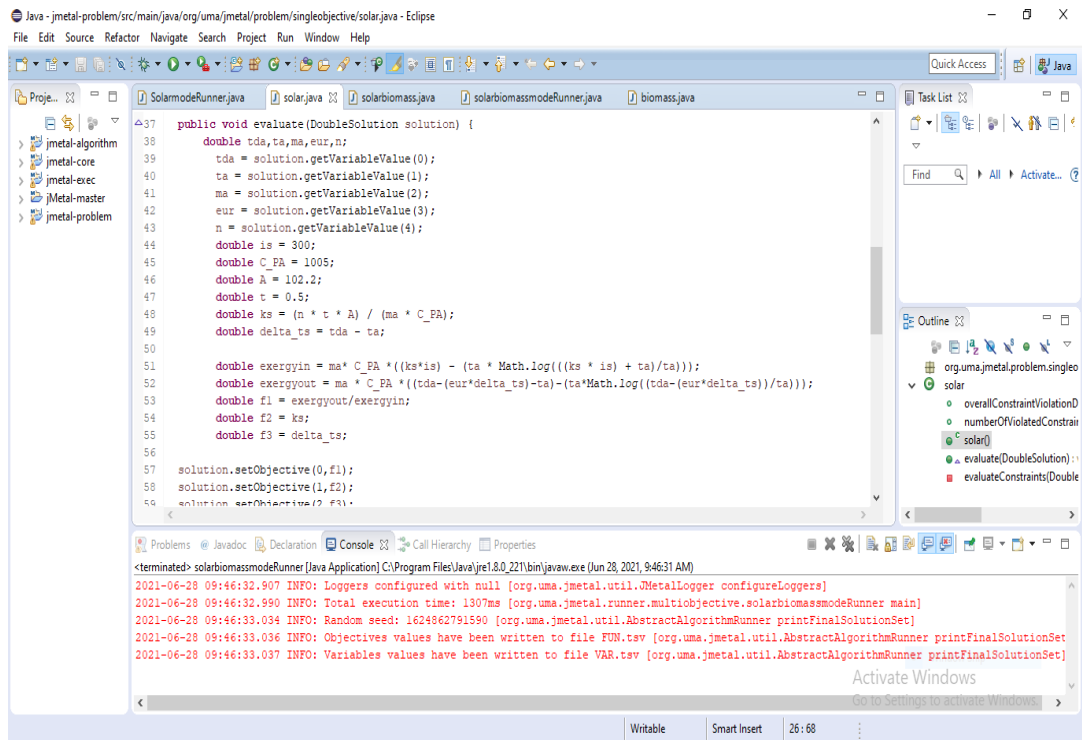 Java - jmetal-problem/src/main/java/org/uma/jmetal/problem/singleobjective/solar.java - Eclipse
File Edit Source Refactor Navigate Search Project Run Window Help
Quick Access
Java
Proje...
jmetal-algorithm
jmetal-core
jmetal-exec
jMetal-master
jmetal-problem
SolarmodeRunner.java solar.java solarbiomass.java solarbiomassmodeRunner.java biomass.java
37 public void evaluate(DoubleSolution solution) {
38 double tda,ta,ma,eur,n;
39 tda = solution.getVariableValue(0);
40 ta = solution.getVariableValue(1);
41 ma = solution.getVariableValue(2);
42 eur = solution.getVariableValue(3);
43 n = solution.getVariableValue(4);
44 double is = 300;
45 double C_PA = 1005;
46 double A = 102.2;
47 double t = 0.5;
48 double ks = (n * t * A) / (ma * C_PA);
49 double delta_ts = tda - ta;
50
51 double exergyin = ma* C_PA *((ks*is) - (ta * Math.log(((ks * is) + ta)/ta)));
52 double exergyout = ma * C_PA *((tda-(eur*delta_ts)-ta)-(ta*Math.log((tda-(eur*delta_ts))/ta)));
53 double f1 = exergyout/exergyin;
54 double f2 = ks;
55 double f3 = delta_ts;
56
57 solution.setObjective(0,f1);
58 solution.setObjective(1,f2);
59 solution.setObjective(2,f3);
Task List
Find All Activate...
Outline
org.uma.jmetal.problem.singleo
solar
overallConstraintViolationD
numberOfViolatedConstrain
solar()
evaluate(DoubleSolution) :
evaluateConstraints(Double
Problems Javadoc Declaration Console Call Hierarchy Properties
<terminated> solarbiomassmodeRunner [Java Application] C:\Program Files\Java\jre1.8.0_221\bin\javaw.exe (Jun 28, 2021, 9:46:31 AM)
2021-06-28 09:46:32.907 INFO: Loggers configured with null [org.uma.jmetal.util.JMetalLogger configureLoggers]
2021-06-28 09:46:32.990 INFO: Total execution time: 1307ms [org.uma.jmetal.runner.multiobjective.solarbiomassmodeRunner main]
2021-06-28 09:46:33.034 INFO: Random seed: 1624862791590 [org.uma.jmetal.util.AbstractAlgorithmRunner printFinalSolutionSet]
2021-06-28 09:46:33.036 INFO: Objectives values have been written to file FUN.tsv [org.uma.jmetal.util.AbstractAlgorithmRunner printFinalSolutionSet
2021-06-28 09:46:33.037 INFO: Variables values have been written to file VAR.tsv [org.uma.jmetal.util.AbstractAlgorithmRunner printFinalSolutionSet]
Activate Windows
Go to Settings to activate Windows.
Writable Smart Insert 26 : 68